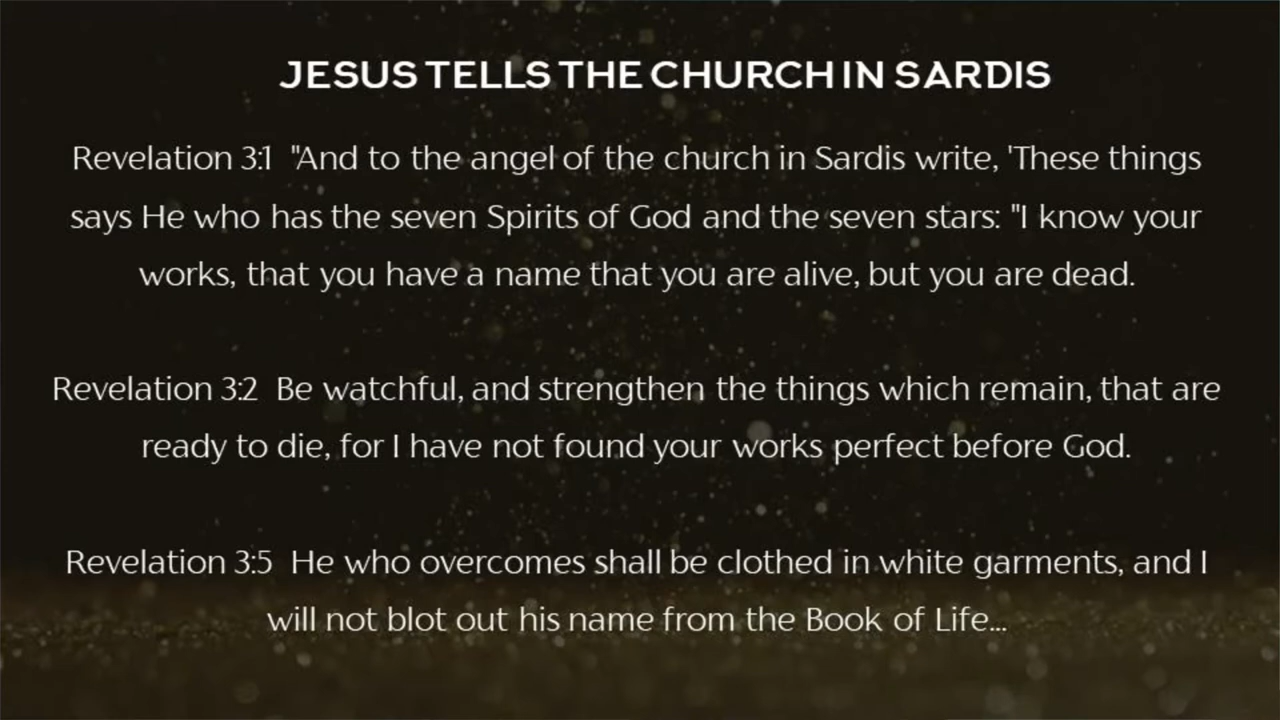 JESUS TELLS THE CHURCH IN SARDIS
Revelation 3:1  "And to the angel of the church in Sardis write, 'These things
says He who has the seven Spirits of God and the seven stars: "I know your
works, that you have a name that you are alive, but you are dead.
Revelation 3:2  Be watchful, and strengthen the things which remain, that are
ready to die, for I have not found your works perfect before God.
Revelation 3:5  He who overcomes shall be clothed in white garments, and I
will not blot out his name from the Book of Life...